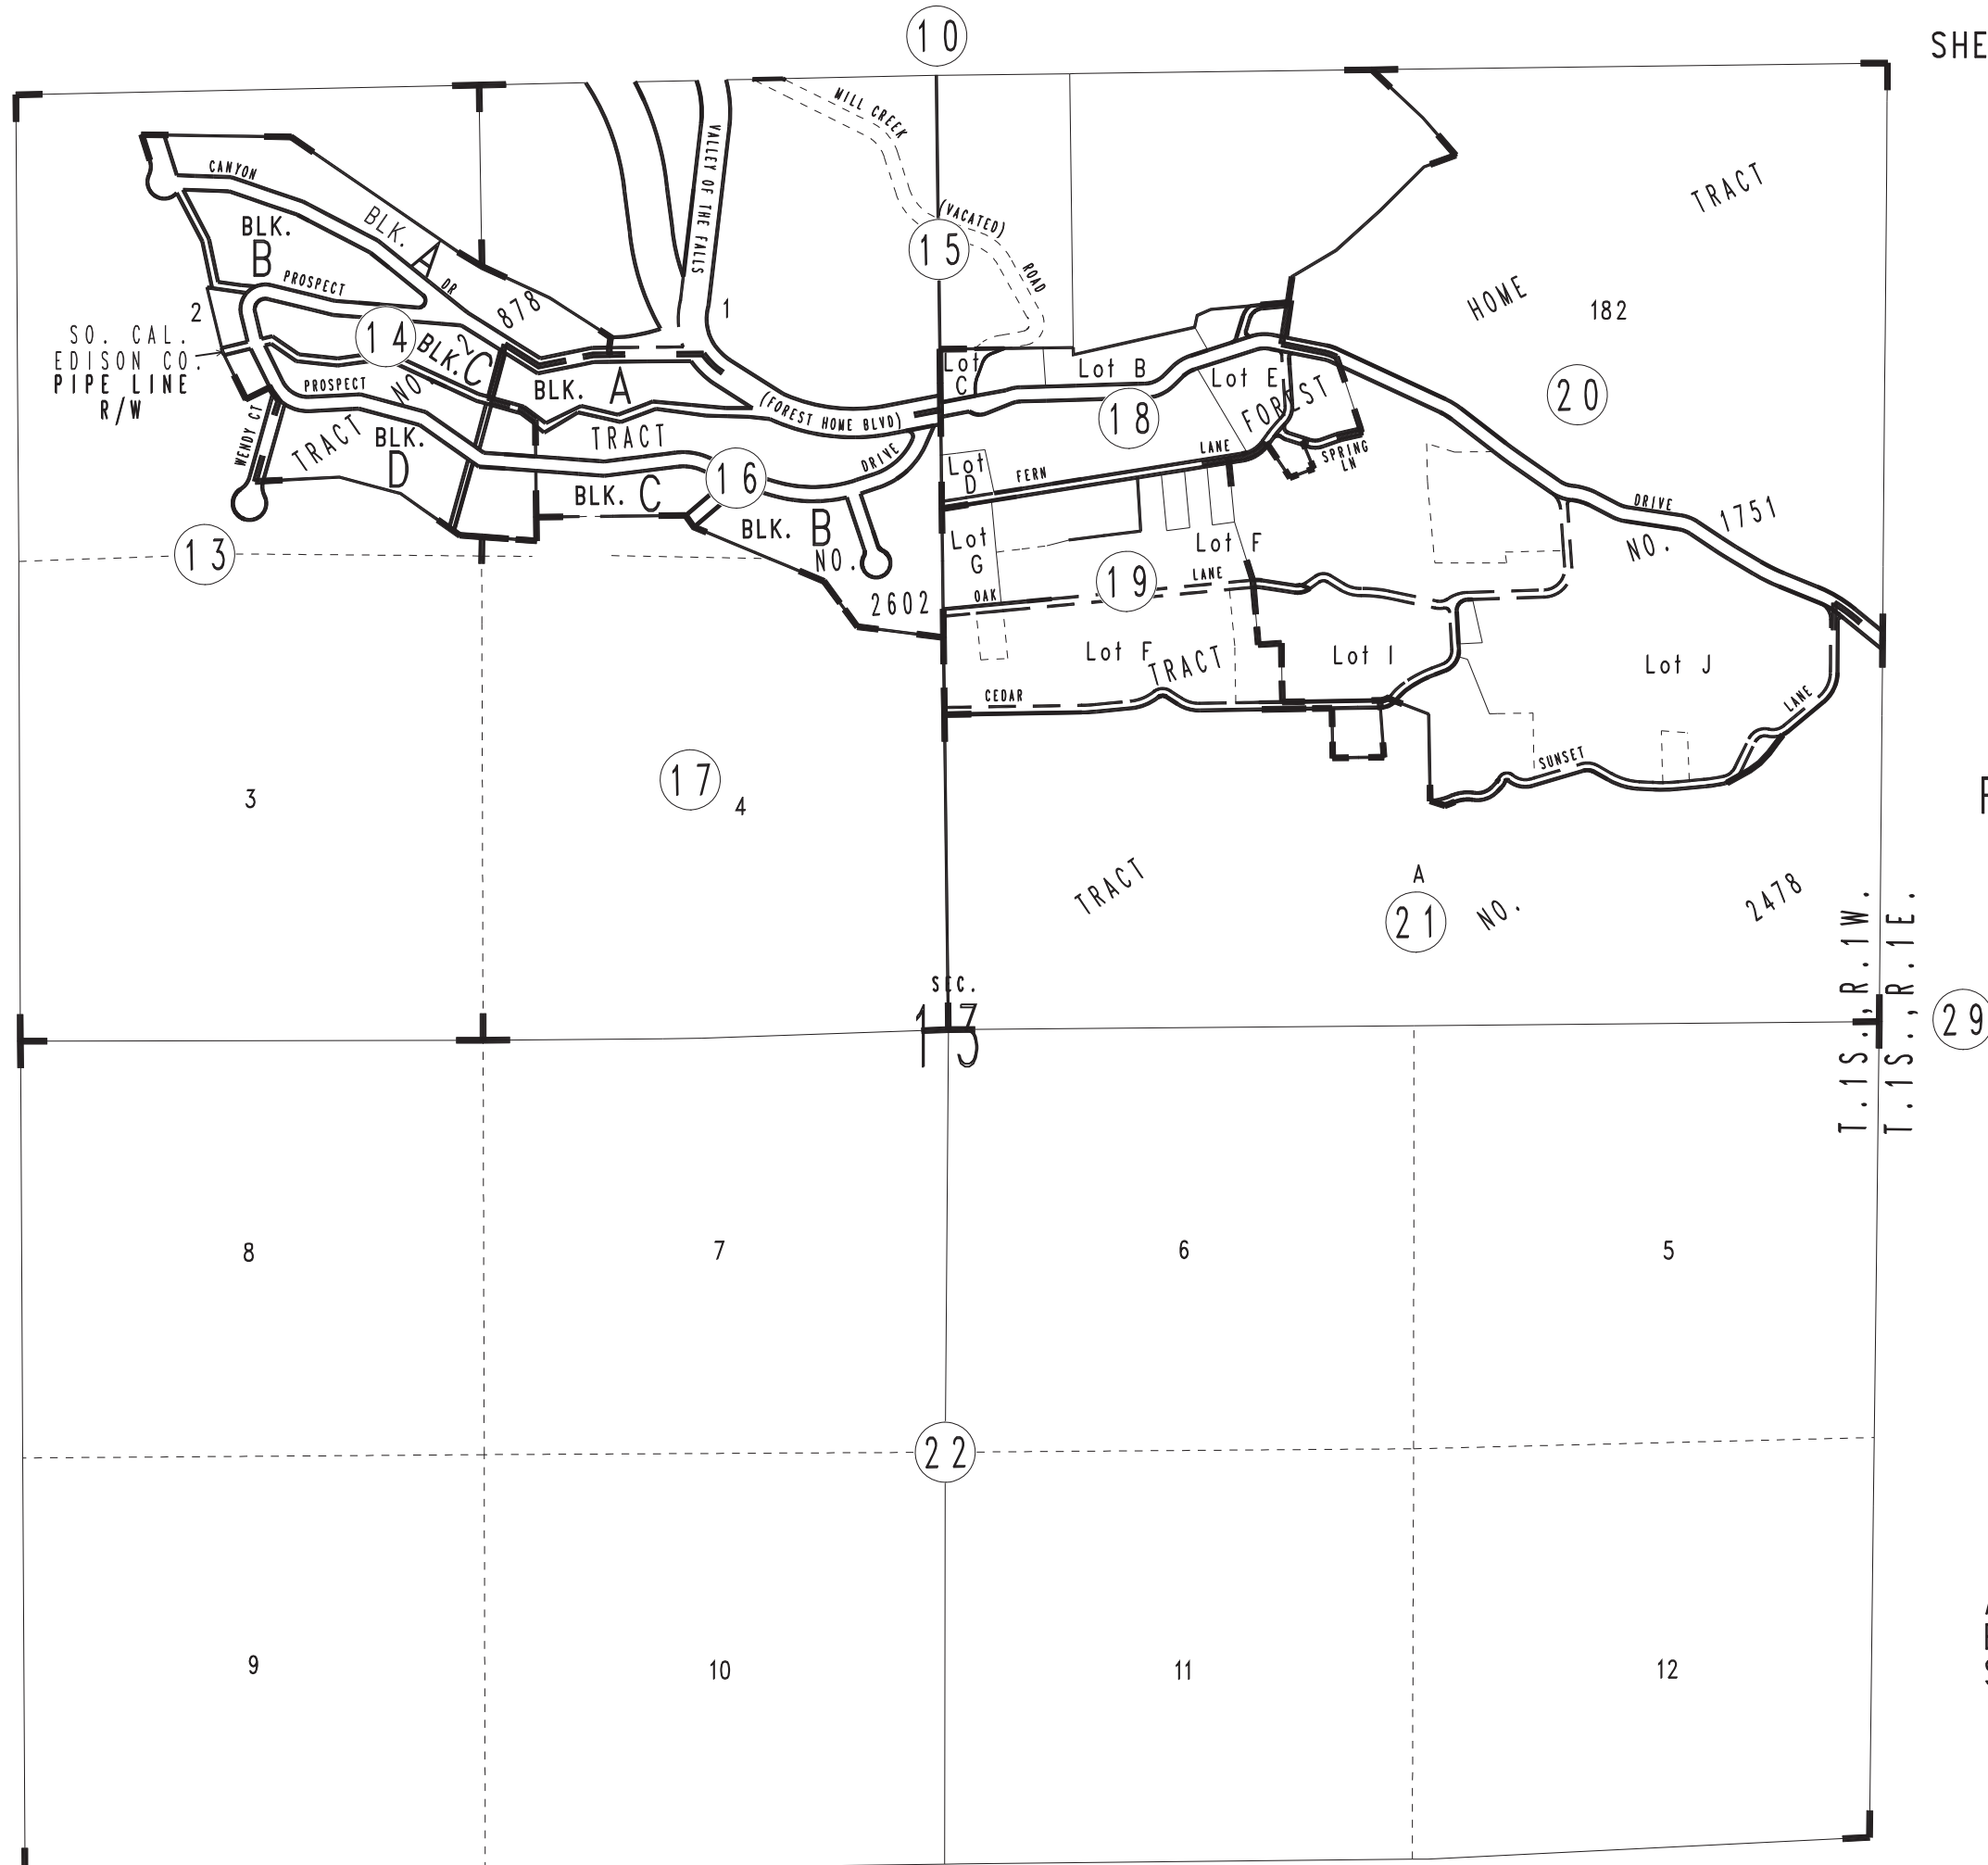 10
SHE
MILL CREEK
(VACATED)
ROAD
VALLEY OF THE FALLS
TRACT
CANYON
BLK. A
DR
BLK.
B
PROSPECT
15
878
1
2
HOME
182
SO. CAL.
EDISON CO.
PIPE LINE
R/W
14
2
BLK. C
Lot
C
Lot B
Lot E
FOREST
20
PROSPECT
NO
BLK. A
(FOREST HOME BLVD)
18
WENDY CT
TRACT
BLK.
D
TRACT
DRIVE
LANE
SPRING
LN
16
Lot
D
FERN
BLK. C
BLK. B
NO.
DRIVE
1751
NO.
13
Lot
G
Lot F
LANE
19
OAK
2602
Lot F
TRACT
Lot I
Lot J
CEDAR
LANE
SUNSET
3
17
4
TRACT
A
21
NO.
2478
T.1S., R.1W.
T.1S., R.1E.
SEC.
13
29
8
7
6
5
22
9
10
11
12